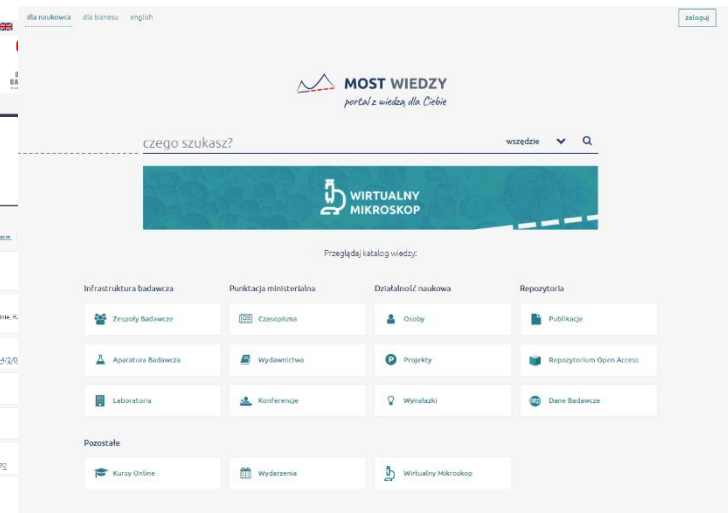 dla naukowca dla biznesu english zaloguj
MOST WIEDZY
portal z wiedzą dla Ciebie
czego szukasz? wszędzie
WIRTUALNY
MIKROSKOP
Przeglądaj katalog wiedzy:
Infrastruktura badawcza Punktacja ministerialna Działalność naukowa Repozytoria
Zespoły Badawcze Czasopisma Osoby Publikacje
Aparatura Badawcza Wydawnictwa Projekty Repozytorium Open Access
Laboratoria Konferencje Wynalazki Dane Badawcze
Pozostałe
Kursy Online Wydarzenia Wirtualny Mikroskop